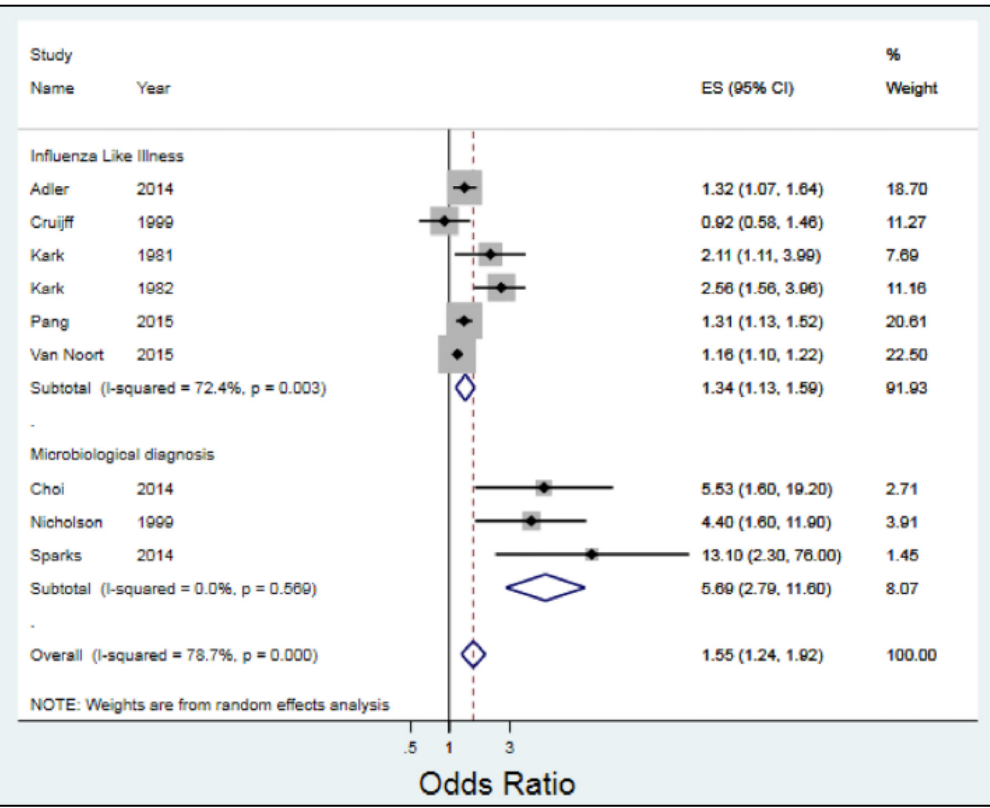 Study %
Name Year ES (95% CI) Weight
Influenza Like Illness
Adler 2014 1.32 (1.07, 1.64) 18.70
Cruijff 1999 0.92 (0.58, 1.46) 11.27
Kark 1981 2.11 (1.11, 3.99) 7.69
Kark 1982 2.56 (1.56, 3.96) 11.16
Pang 2015 1.31 (1.13, 1.52) 20.61
Van Noort 2015 1.16 (1.10, 1.22) 22.50
Subtotal (I-squared = 72.4%, p = 0.003) 1.34 (1.13, 1.59) 91.93
.
Microbiological diagnosis
Choi 2014 5.53 (1.60, 19.20) 2.71
Nicholson 1999 4.40 (1.60, 11.90) 3.91
Sparks 2014 13.10 (2.30, 76.00) 1.45
Subtotal (I-squared = 0.0%, p = 0.569) 5.69 (2.79, 11.60) 8.07
.
Overall (I-squared = 78.7%, p = 0.000) 1.55 (1.24, 1.92) 100.00
NOTE: Weights are from random effects analysis
.5 1 3
Odds Ratio